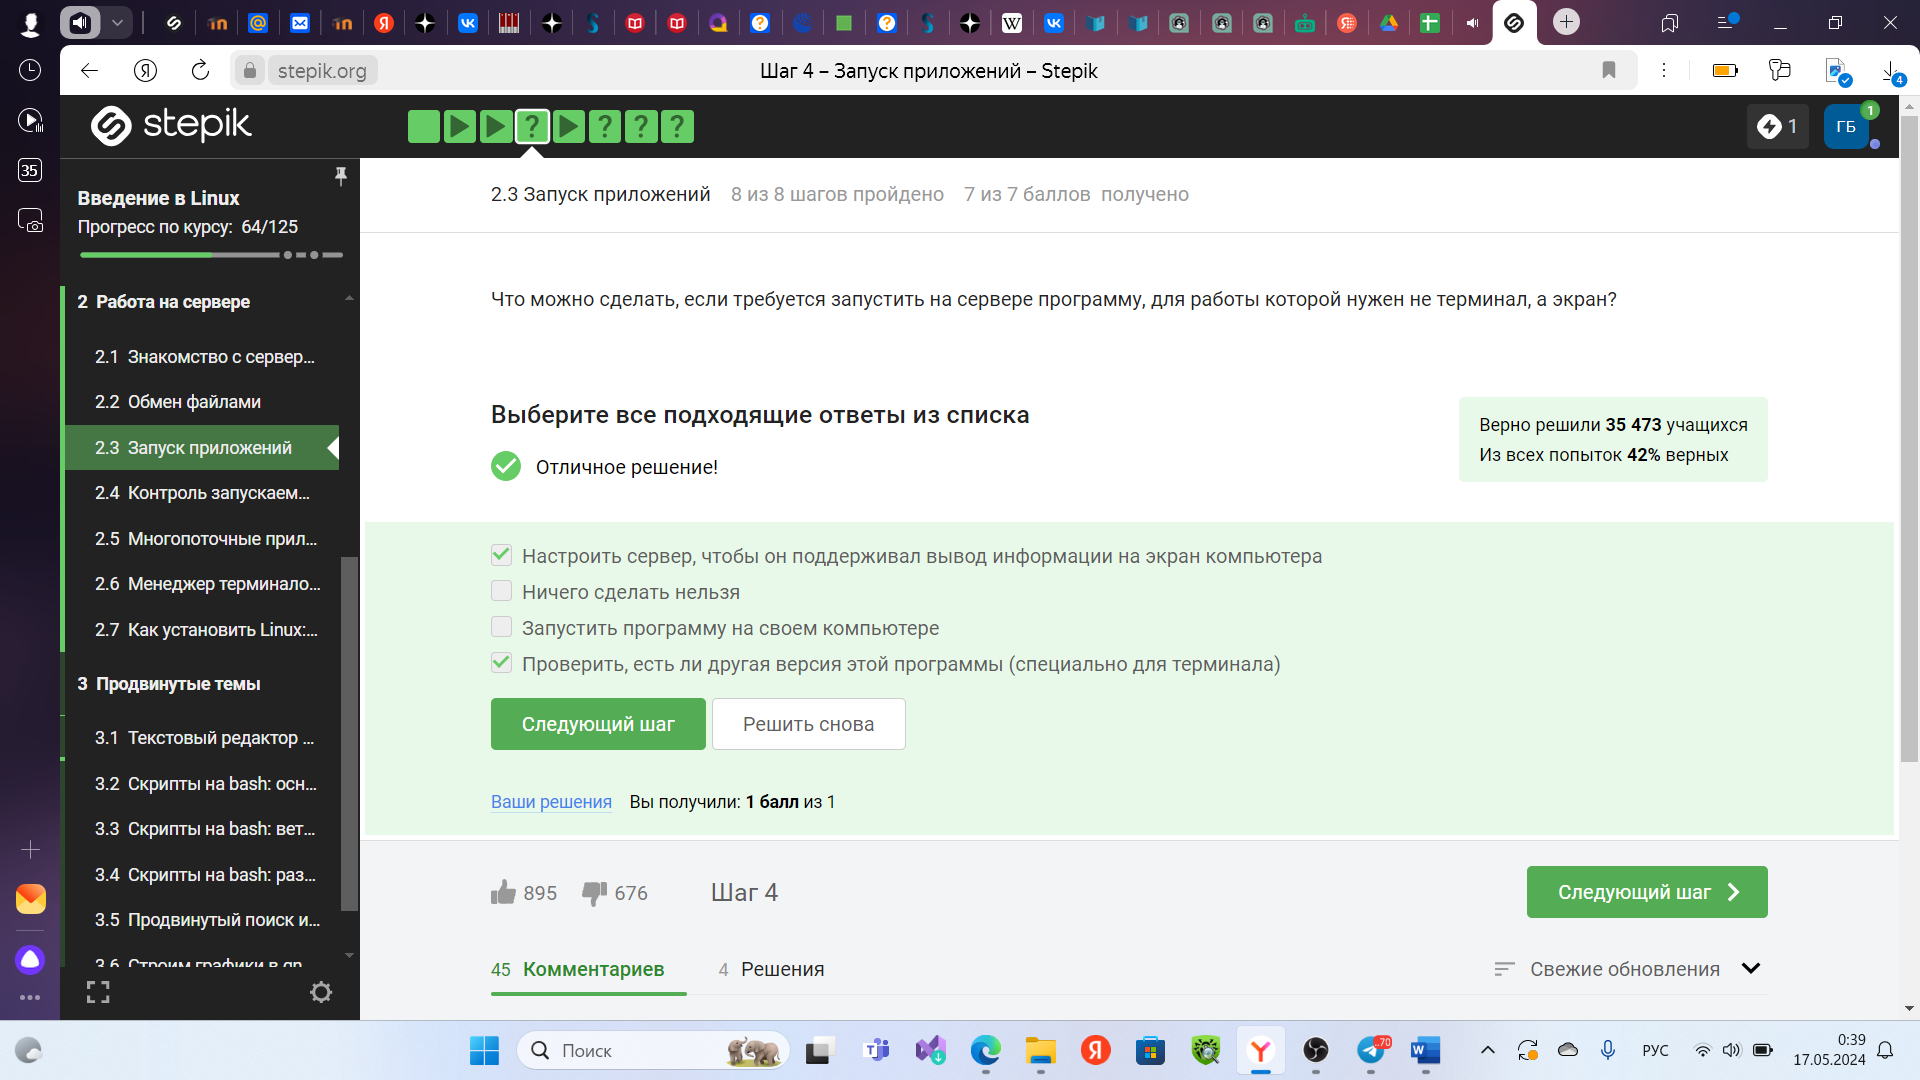 stepik.org
Шаг 4 – Запуск приложений – Stepik
4
35
stepik
1
ГБ
1
Введение в Linux
Прогресс по курсу: 64/125
2 Работа на сервере
2.1 Знакомство с сервер...
2.2 Обмен файлами
2.3 Запуск приложений
2.4 Контроль запускаем...
2.5 Многопоточные прил...
2.6 Менеджер терминало...
2.7 Как установить Linux:...
3 Продвинутые темы
3.1 Текстовый редактор ...
3.2 Скрипты на bash: осн...
3.3 Скрипты на bash: вет...
3.4 Скрипты на bash: раз...
3.5 Продвинутый поиск и...
3.6 Строим графики в gn...
2.3 Запуск приложений 8 из 8 шагов пройдено 7 из 7 баллов получено
Что можно сделать, если требуется запустить на сервере программу, для работы которой нужен не терминал, а экран?
Выберите все подходящие ответы из списка
Отличное решение!
Верно решили 35 473 учащихся
Из всех попыток 42% верных
Настроить сервер, чтобы он поддерживал вывод информации на экран компьютера
Ничего сделать нельзя
Запустить программу на своем компьютере
Проверить, есть ли другая версия этой программы (специально для терминала)
Следующий шаг
Решить снова
Ваши решения Вы получили: 1 балл из 1
895 676 Шаг 4
Следующий шаг
45 Комментариев 4 Решения
Свежие обновления
Поиск
..70
РУС
0:39
17.05.2024